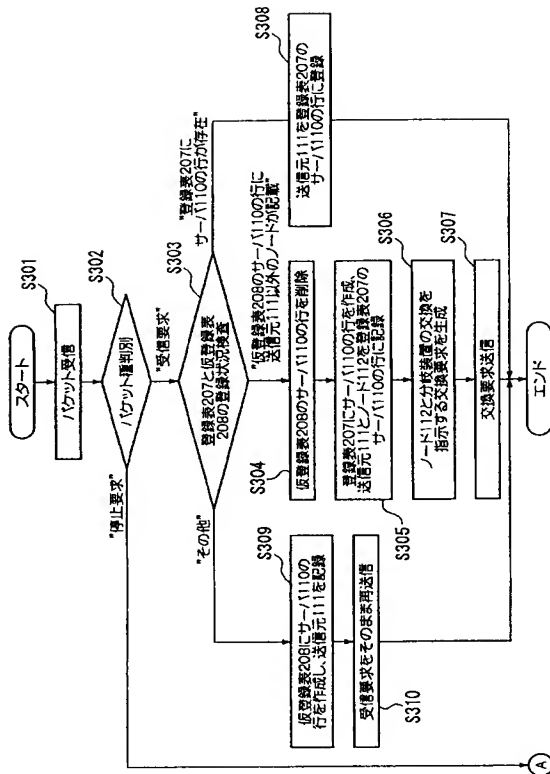 スタート
S301
パケット受信
S302
パケット種判別
"停止要求"
"受信要求"
S303
登録表207と仮登録表
208の登録状況検査
"登録表207に
サーバ110の行が存在"
"仮登録表208のサーバ110の行に
送信元111以外のノードが記載"
"その他"
S304
仮登録表208のサーバ110の行を削除
登録表207にサーバ110の行を作成、
送信元111とノード112を登録表207の
サーバ110の行に記録
S305
S306
ノード112と分岐装置の交換を
指示する交換要求を生成
S307
交換要求送信
S308
送信元111を登録表207の
サーバ110の行に登録
S309
仮登録表208にサーバ110の
行を作成し、送信元111を記録
受信要求をそのまま再送信
S310
エンド
A